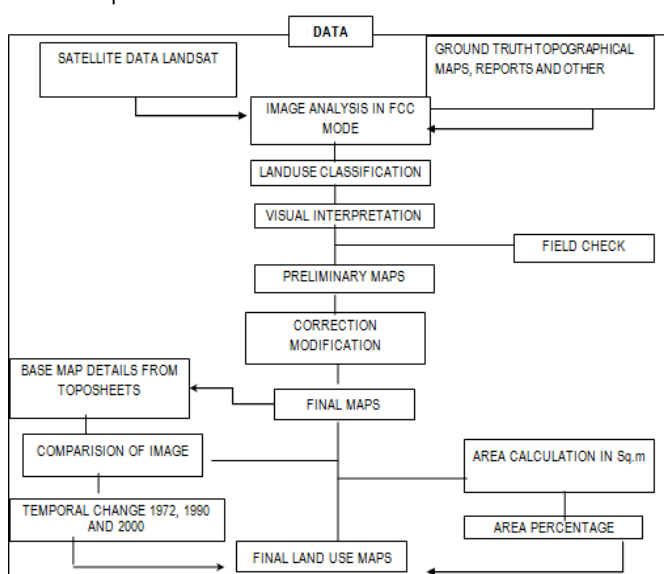 DATA
SATELLITE DATA LANDSAT
GROUND TRUTH TOPOGRAPHICAL
MAPS, REPORTS AND OTHER
IMAGE ANALYSIS IN FCC
MODE
LANDUSE CLASSIFICATION
VISUAL INTERPRETATION
FIELD CHECK
PRELIMINARY MAPS
CORRECTION
MODIFICATION
BASE MAP DETAILS FROM
TOPOSHEETS
FINAL MAPS
COMPARISION OF IMAGE
AREA CALCULATION IN Sq.m
TEMPORAL CHANGE 1972, 1990
AND 2000
AREA PERCENTAGE
FINAL LAND USE MAPS